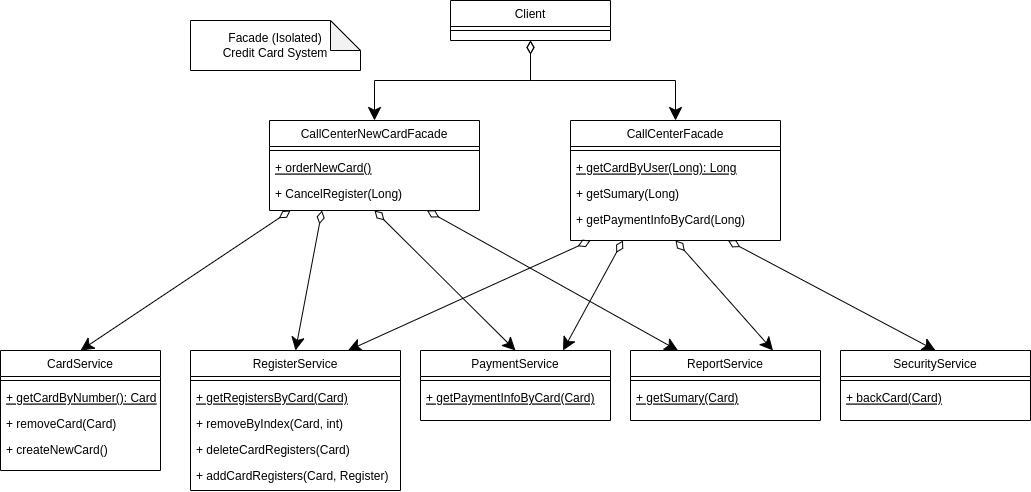 Client
Facade (Isolated)
Credit Card System
CallCenterNewCardFacade
+ orderNewCard()
+ CancelRegister(Long)
CallCenterFacade
+ getCardByUser(Long): Long
+ getSumary(Long)
+ getPaymentInfoByCard(Long)
CardService
+ getCardByNumber(): Card
+ removeCard(Card)
+ createNewCard()
RegisterService
+ getRegistersByCard(Card)
+ removeByIndex(Card, int)
+ deleteCardRegisters(Card)
+ addCardRegisters(Card, Register)
PaymentService
+ getPaymentInfoByCard(Card)
ReportService
+ getSumary(Card)
SecurityService
+ backCard(Card)